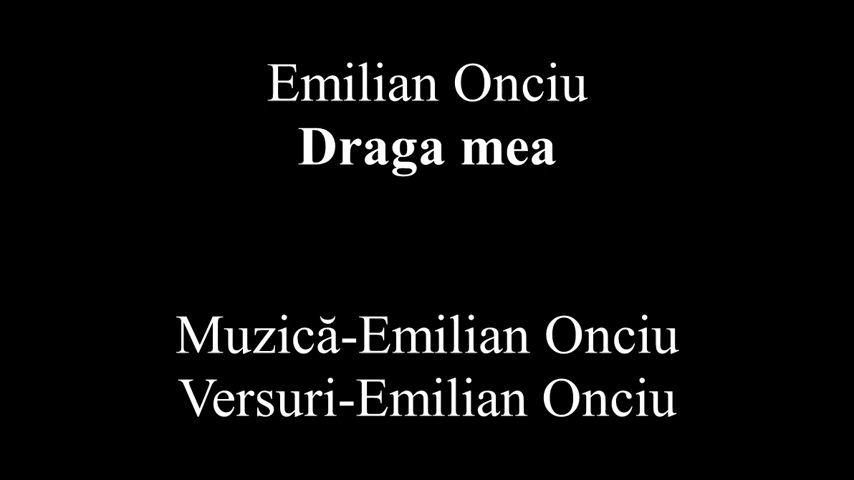 Emilian Onciu
Draga mea
Muzică-Emilian Onciu
Versuri-Emilian Onciu